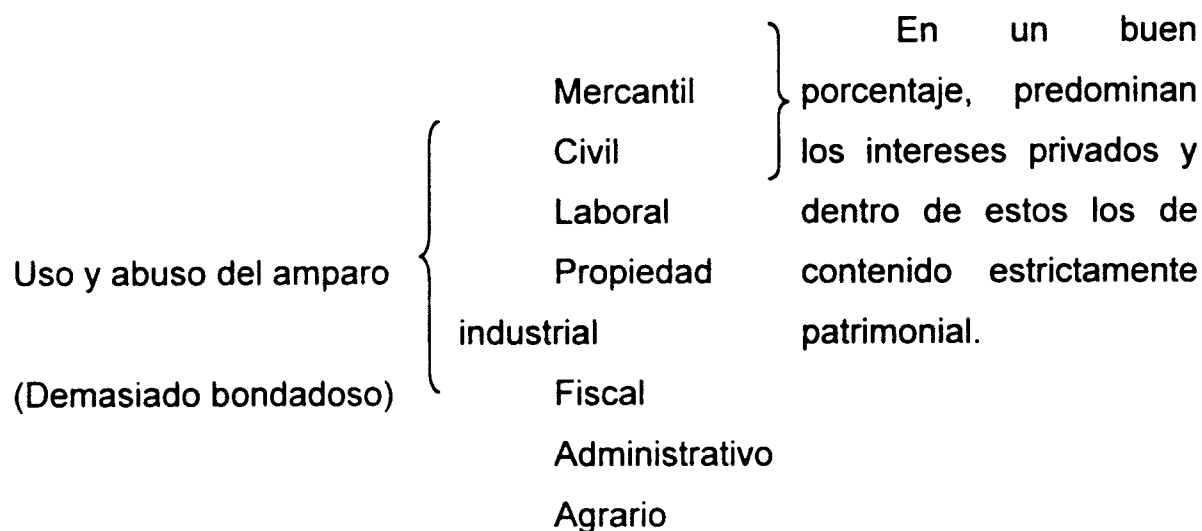 Uso y abuso del amparo
(Demasiado bondadoso)
Mercantil
Civil
Laboral
Propiedad
industrial
Fiscal
Administrativo
Agrario
En un buen
porcentaje, predominan
los intereses privados y
dentro de estos los de
contenido estrictamente
patrimonial.